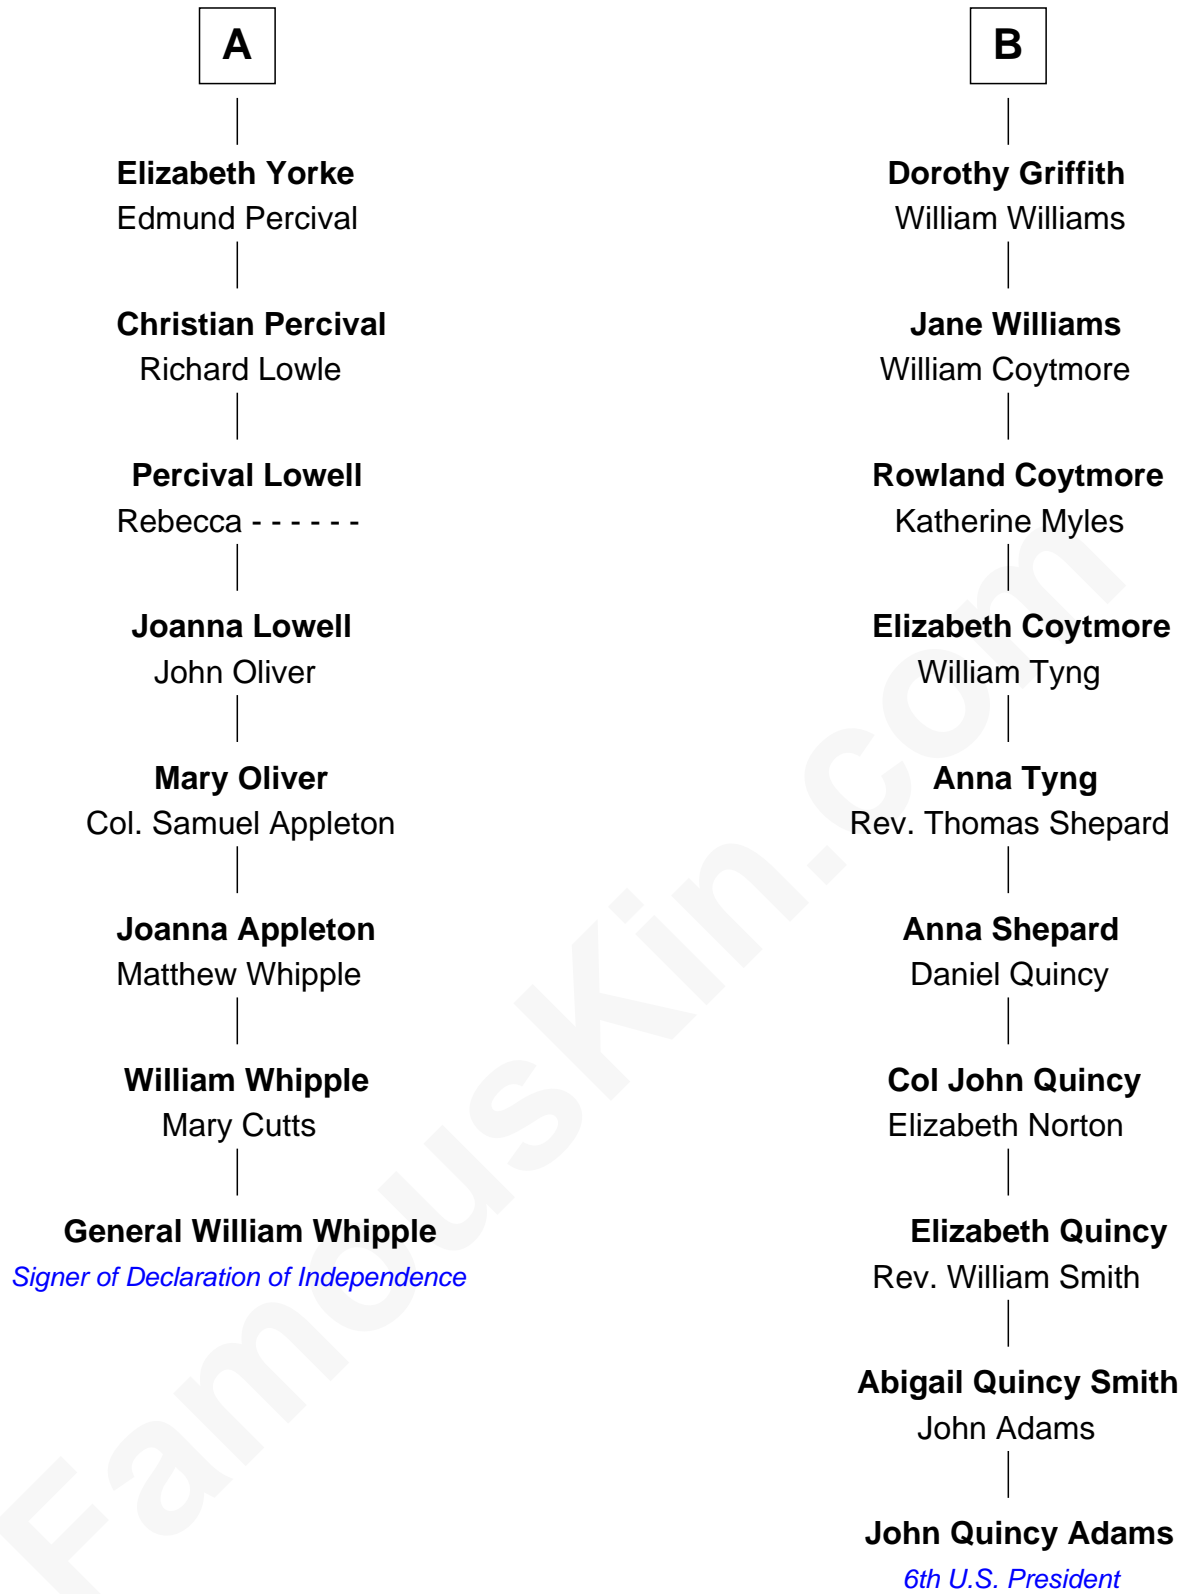 A
Elizabeth Yorke
Edmund Percival
Christian Percival
Richard Lowle
Percival Lowell
Rebecca - - - - - -
Joanna Lowell
John Oliver
Mary Oliver
Col. Samuel Appleton
Joanna Appleton
Matthew Whipple
William Whipple
Mary Cutts
General William Whipple
Signer of Declaration of Independence
B
Dorothy Griffith
William Williams
Jane Williams
William Coytmore
Rowland Coytmore
Katherine Myles
Elizabeth Coytmore
William Tyng
Anna Tyng
Rev. Thomas Shepard
Anna Shepard
Daniel Quincy
Col John Quincy
Elizabeth Norton
Elizabeth Quincy
Rev. William Smith
Abigail Quincy Smith
John Adams
John Quincy Adams
6th U.S. President
FamousKin.com